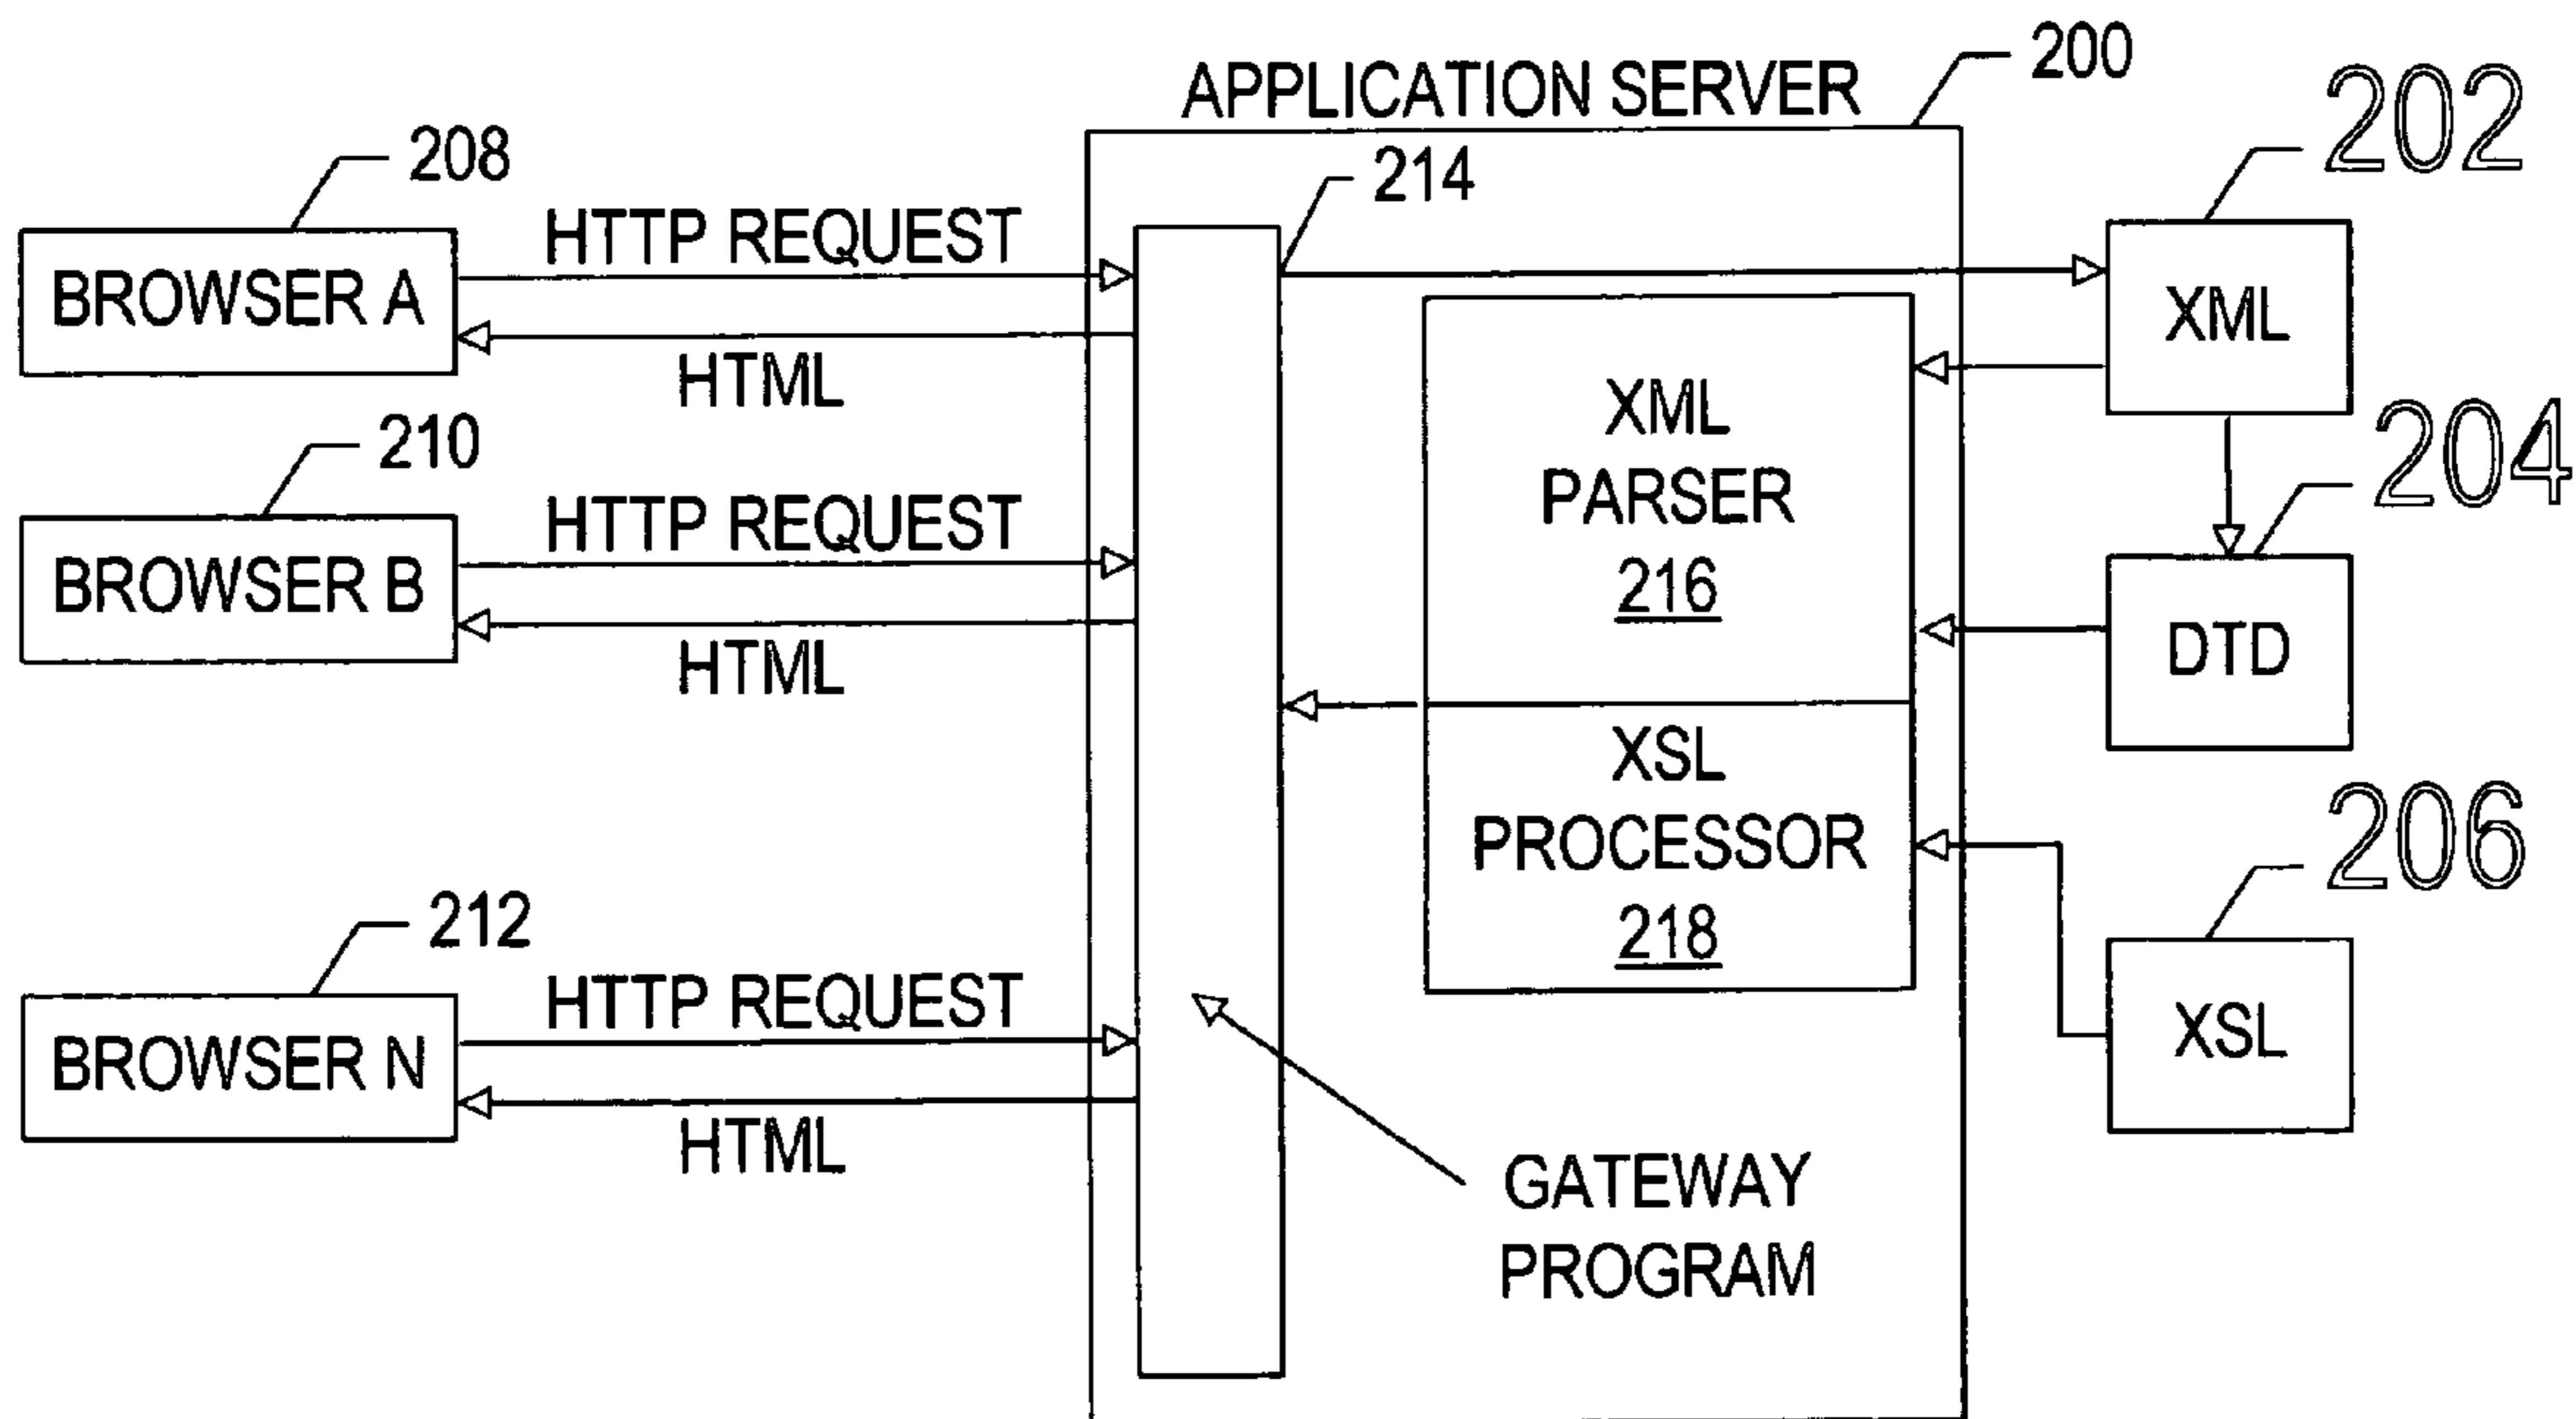 200
APPLICATION SERVER
202
208
214
HTTP REQUEST
BROWSER A
XML
HTML
XML
PARSER
216
204
210
HTTP REQUEST
BROWSER B
HTML
DTD
XSL
PROCESSOR
218
206
212
HTTP REQUEST
BROWSER N
HTML
XSL
GATEWAY
PROGRAM